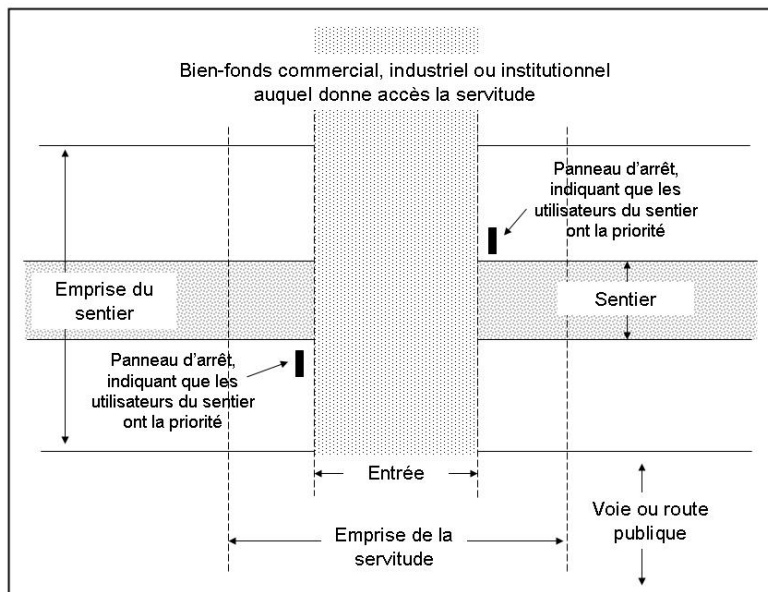 Bien-fonds commercial, industriel ou institutionnel
auquel donne accès la servitude
Panneau d'arrêt,
indiquant que les
utilisateurs du sentier
ont la priorité
Emprise du
sentier
Sentier
Panneau d'arrêt,
indiquant que les
utilisateurs du sentier
ont la priorité
Entrée
Voie ou route
publique
Emprise de la
servitude